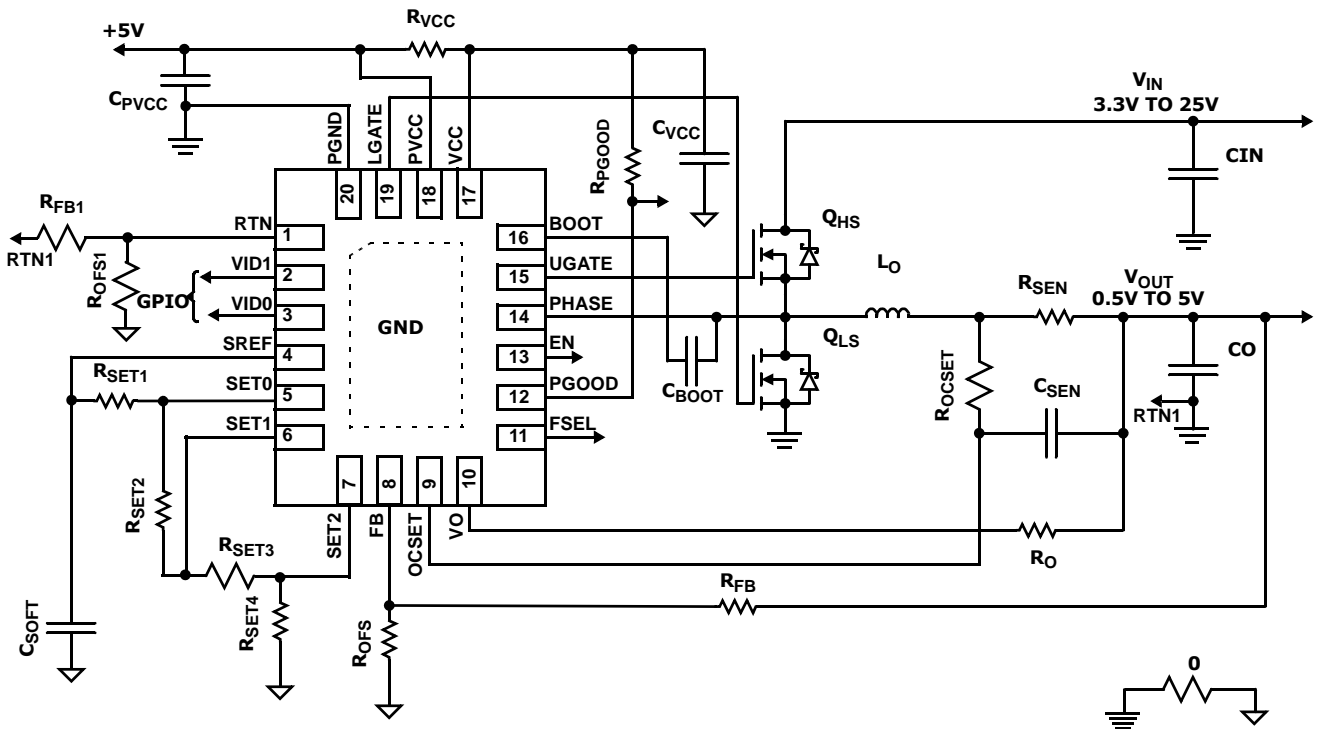 +5V
RVCC
CPVCC
PGND
LGATE
PVCC
VCC
20
19
18
17
RPGOOD
CVCC
VIN
3.3V TO 25V
CIN
RFB1
RTN1
ROFS1
GPIO
RTN
1
VID1
2
VID0
3
SREF
4
SET0
5
SET1
6
GND
16
BOOT
15
UGATE
14
PHASE
13
EN
12
PGOOD
11
FSEL
7
8
9
10
SET2
FB
OCSET
VO
QHS
QLS
CBOOT
LO
RSEN
VOUT
0.5V TO 5V
ROCSET
CSEN
CO
RTN1
RSET1
RSET2
RSET3
RSET4
CSOFT
ROFS
RFB
RO
0